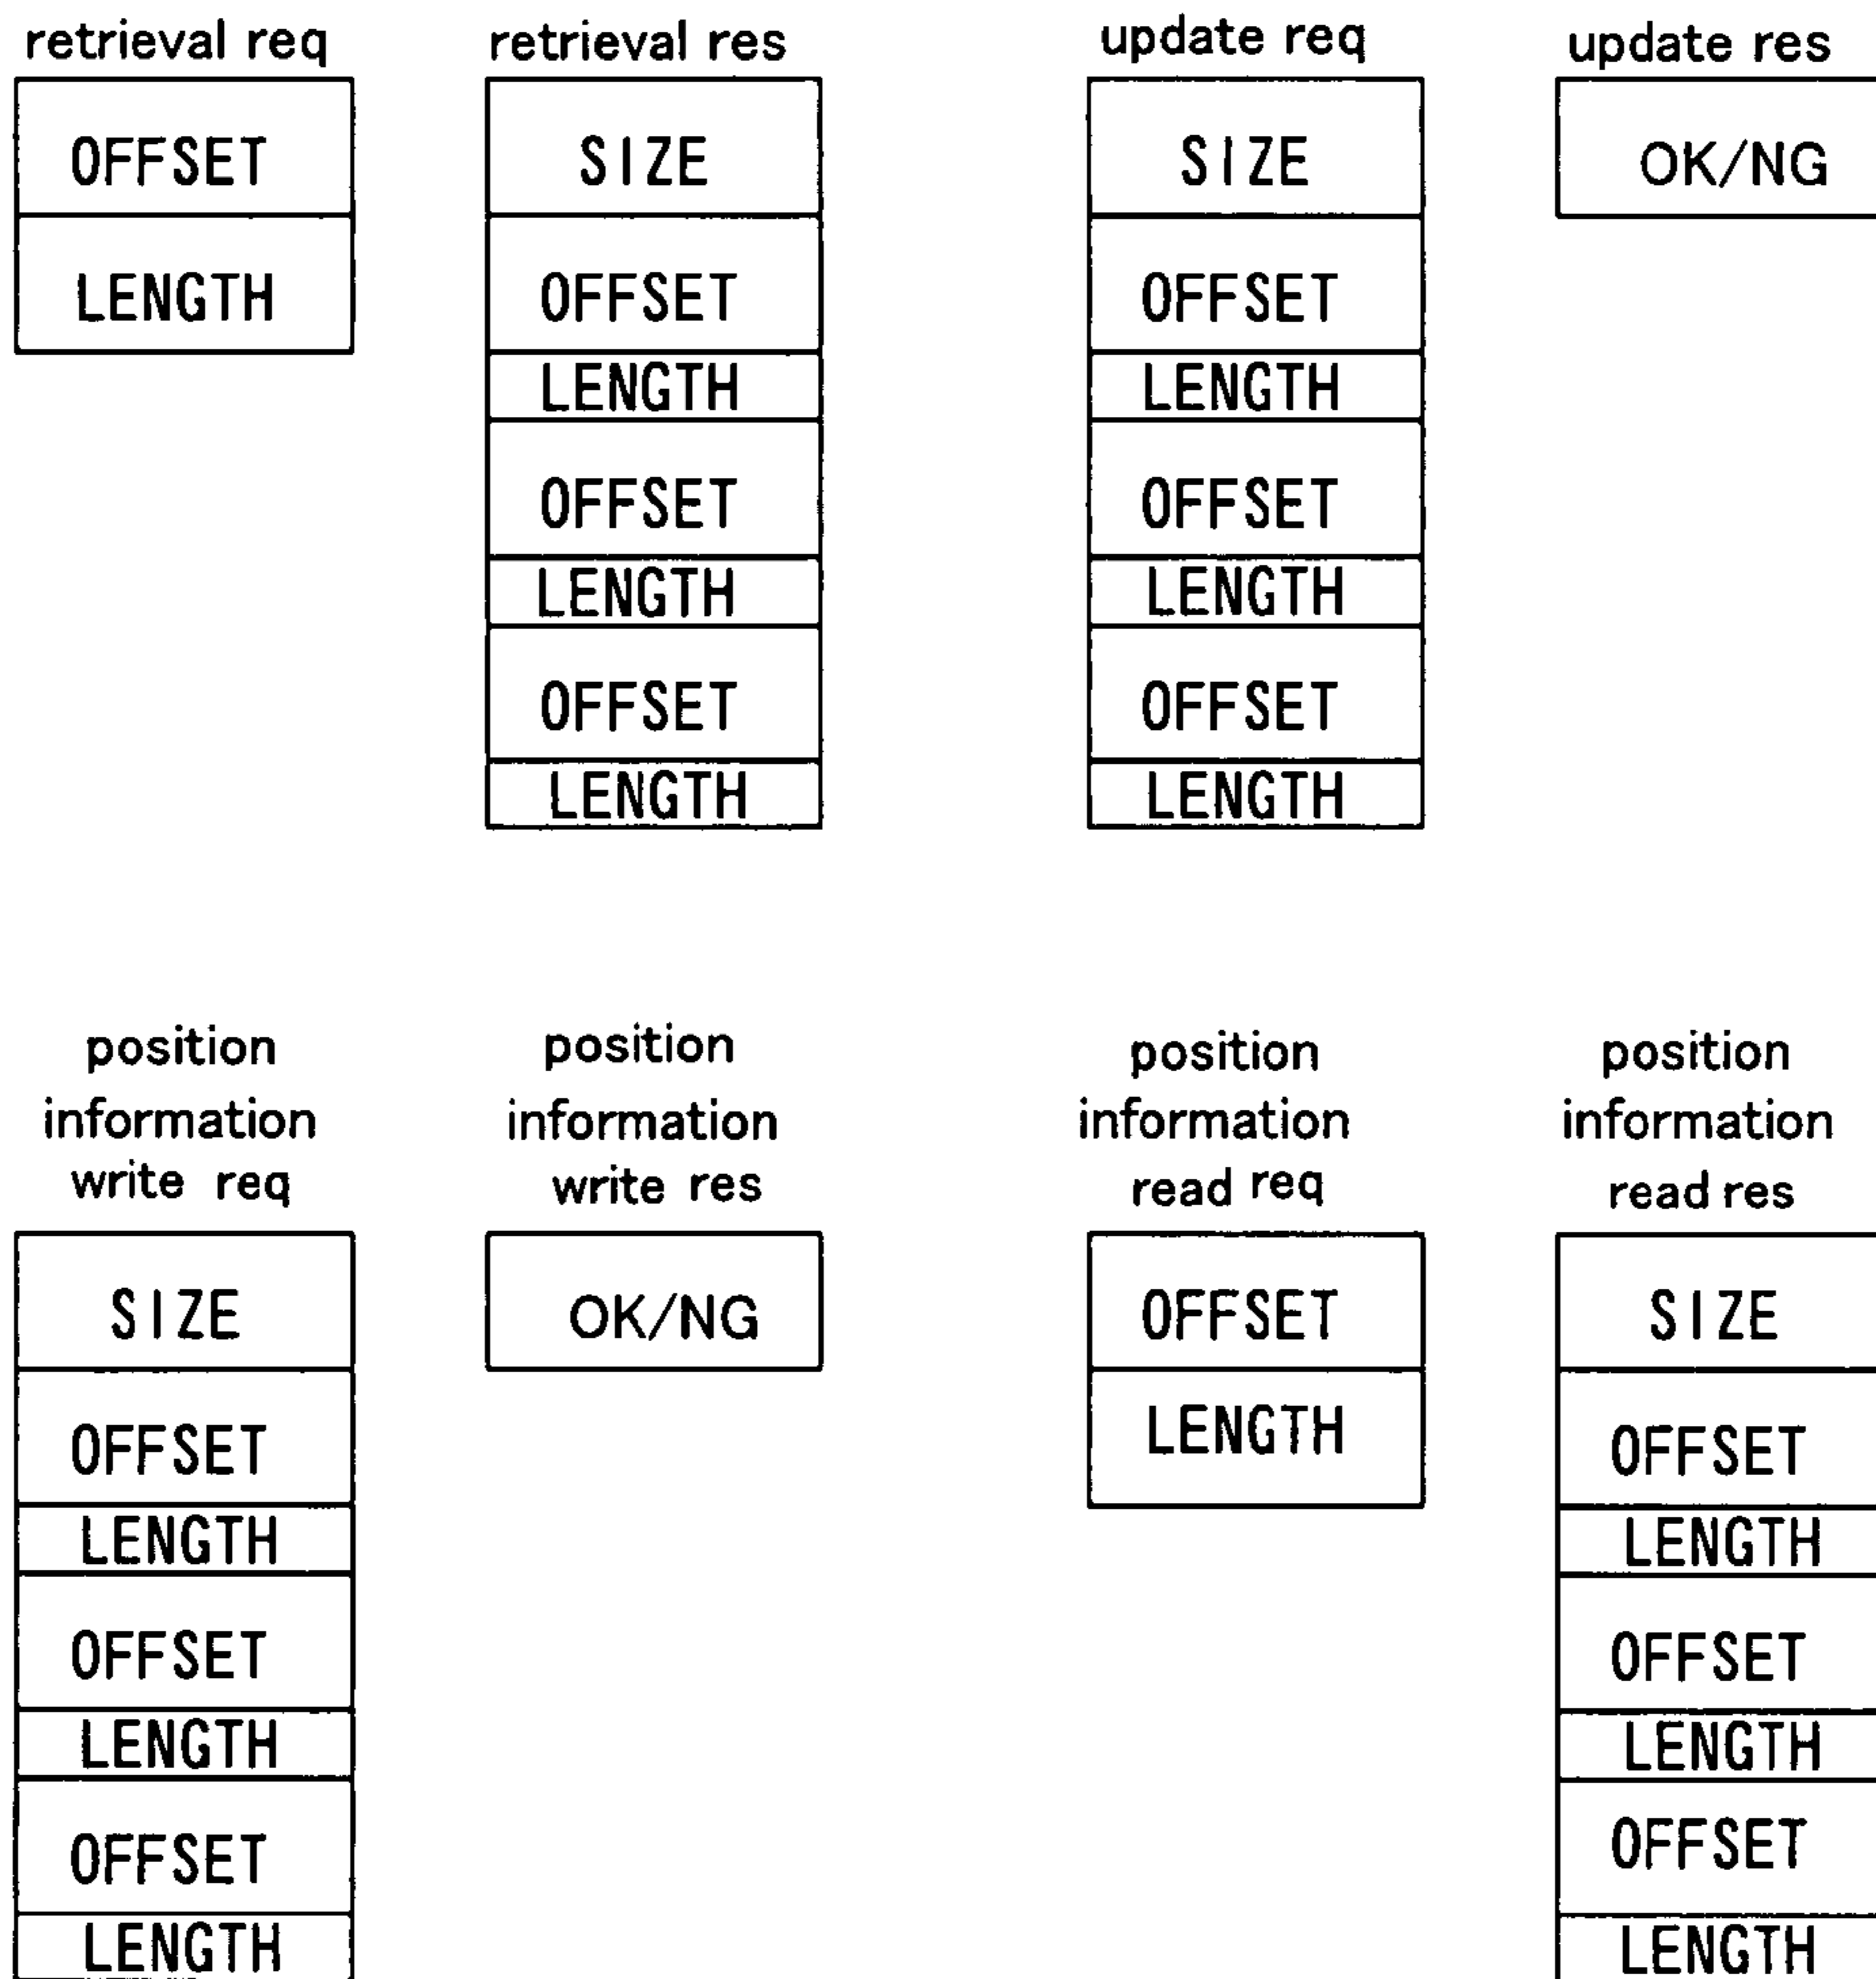 retrieval req
OFFSET
LENGTH
retrieval res
SIZE
OFFSET
LENGTH
OFFSET
LENGTH
OFFSET
LENGTH
update req
SIZE
OFFSET
LENGTH
OFFSET
LENGTH
OFFSET
LENGTH
update res
OK/NG
position
information
write req
SIZE
OFFSET
LENGTH
OFFSET
LENGTH
OFFSET
LENGTH
position
information
write res
OK/NG
position
information
read req
OFFSET
LENGTH
position
information
read res
SIZE
OFFSET
LENGTH
OFFSET
LENGTH
OFFSET
LENGTH